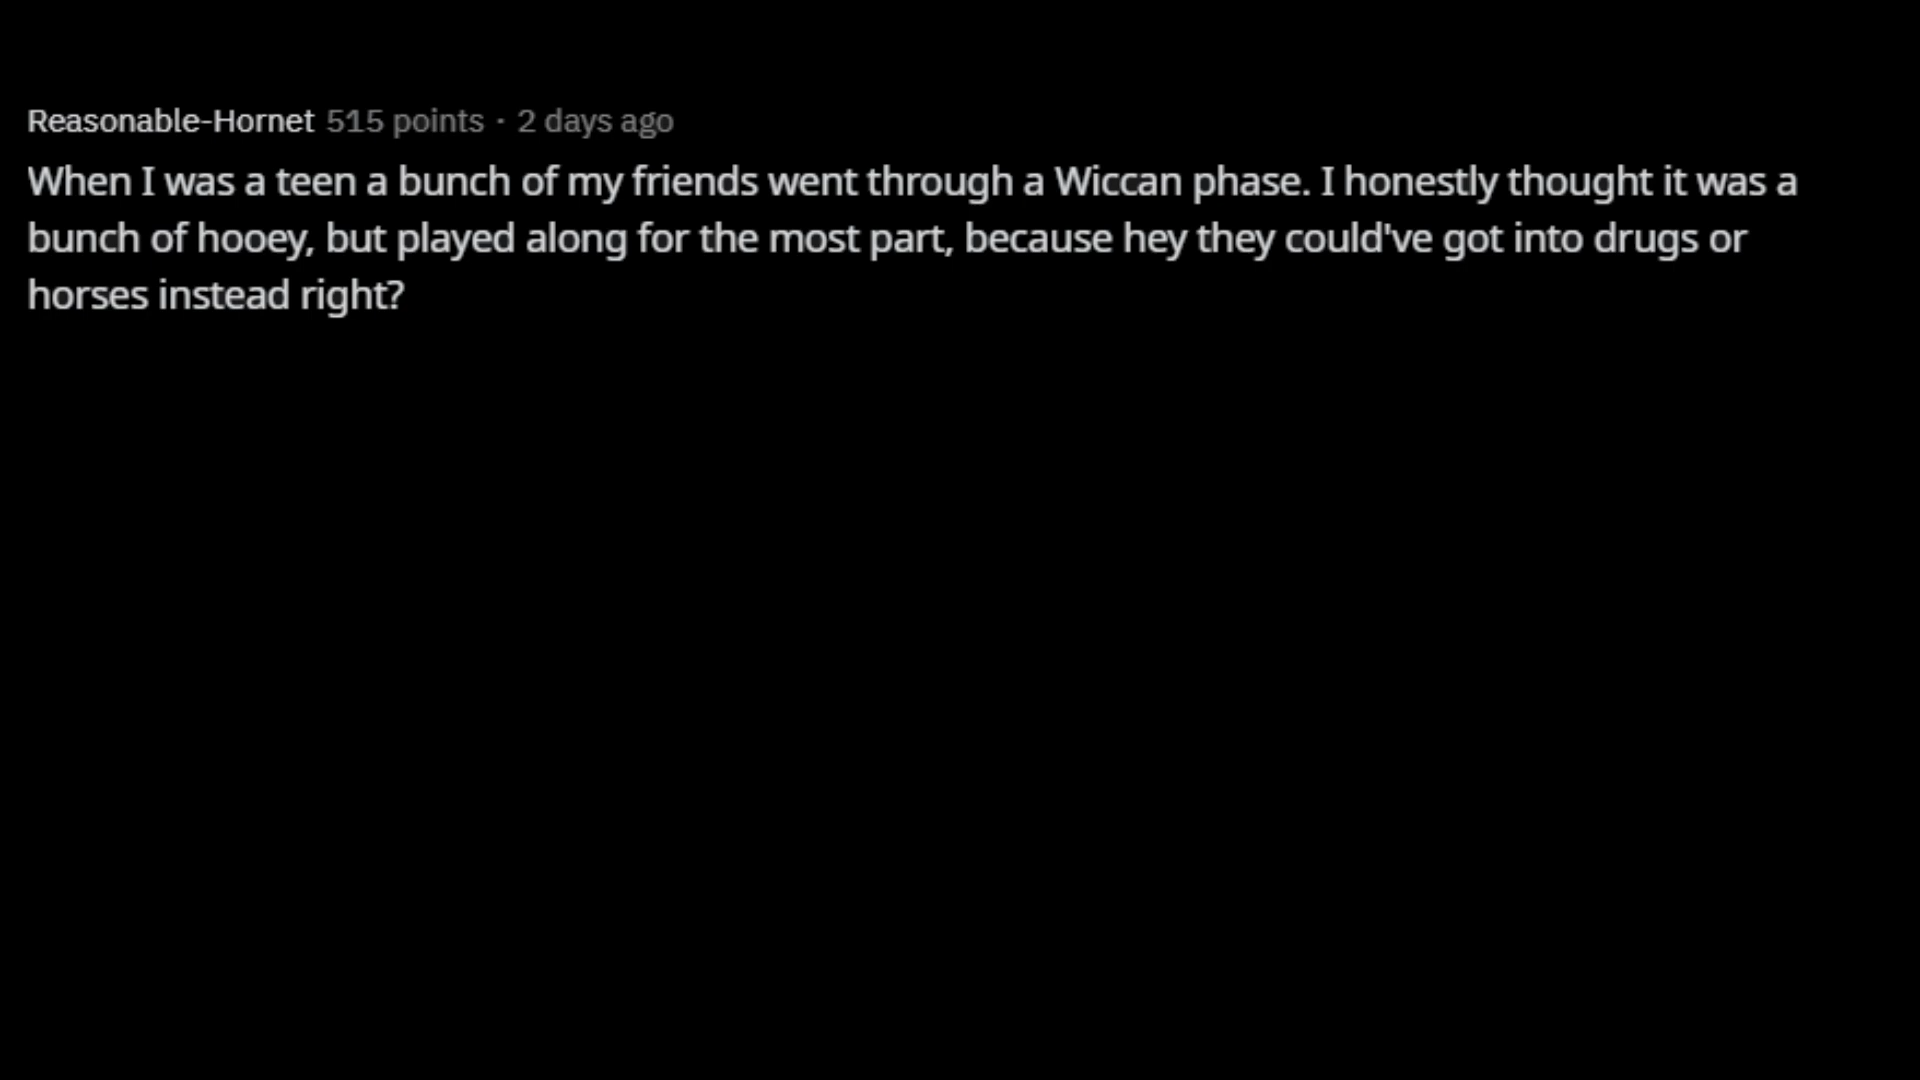 Reasonable-Hornet 515 points · 2 days ago
When I was a teen a bunch of my friends went through a Wiccan phase. I honestly thought it was a
bunch of hooey, but played along for the most part, because hey they could've got into drugs or
horses instead right?